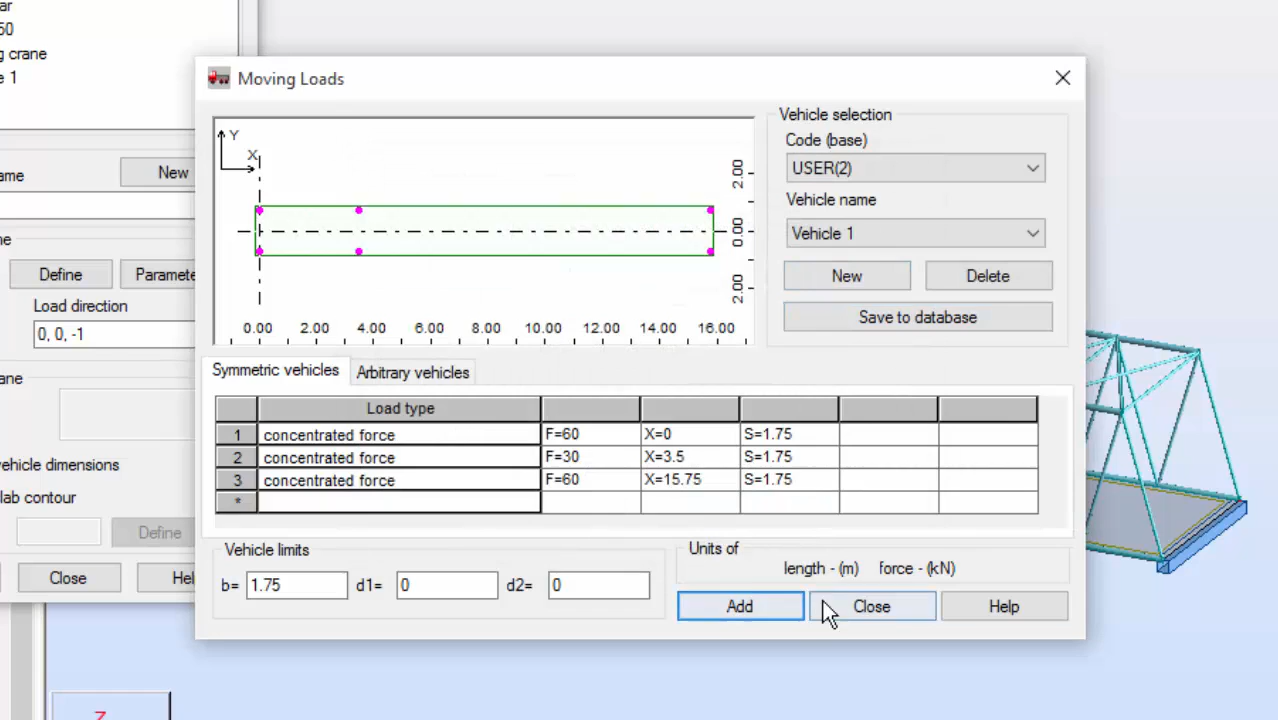 ar
50
g crane
e 1
ame
New
ne
Define
Paramete
Load direction
0, 0, -1
ane
vehicle dimensions
lab contour
Define
Close
Hel
Z
Moving Loads
Y
X
2.00
0.00
2.00
0.00 2.00 4.00 6.00 8.00 10.00 12.00 14.00 16.00
Vehicle selection
Code (base)
USER(2)
Vehicle name
Vehicle 1
New Delete
Save to database
Symmetric vehicles Arbitrary vehicles
Load type
1 concentrated force F=60 X=0 S=1.75
2 concentrated force F=30 X=3.5 S=1.75
3 concentrated force F=60 X=15.75 S=1.75
*
Vehicle limits
b= 1.75 d1= 0 d2= 0
Units of
length - (m) force - (kN)
Add Close Help